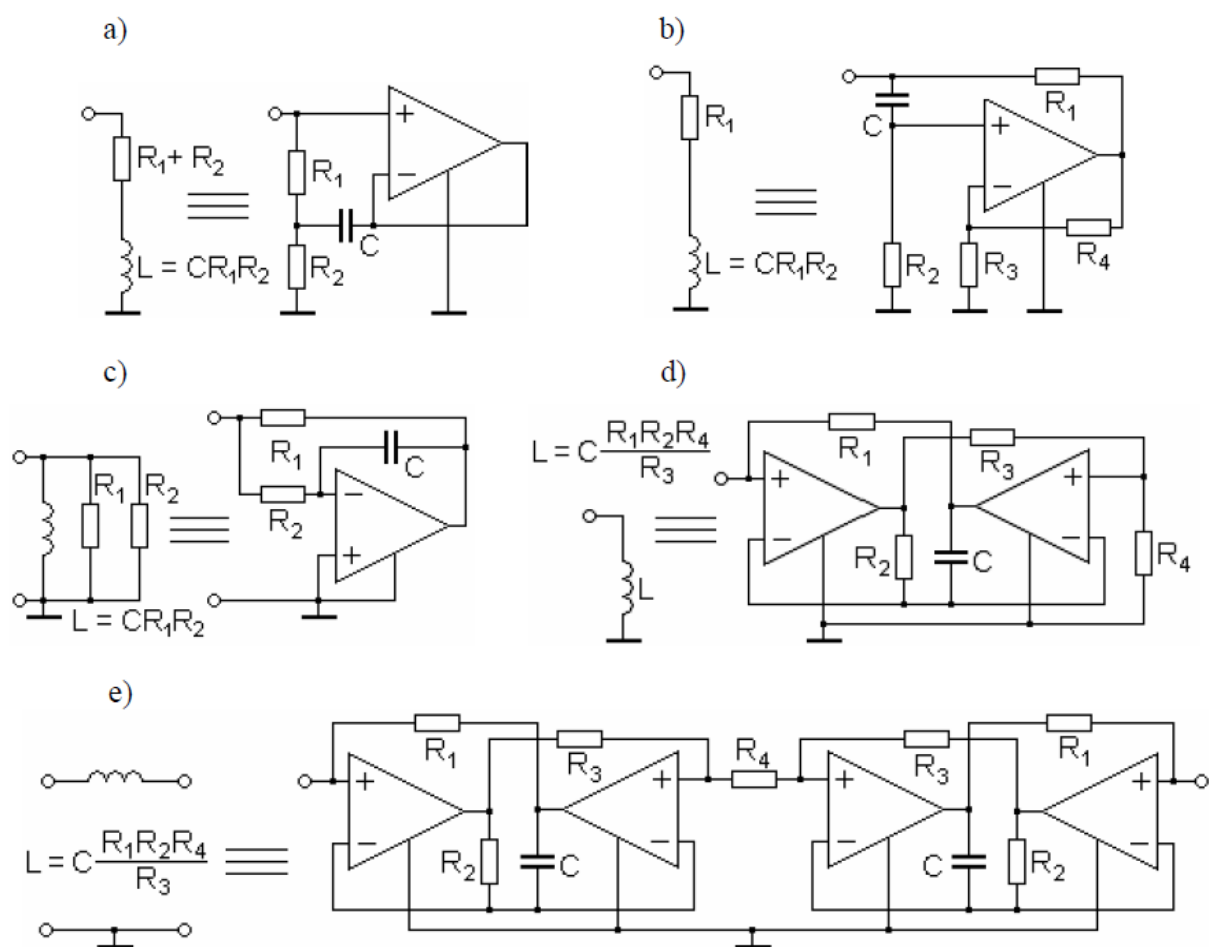 a)
R₁+ R₂
L = CR₁R₂
+
−
R₁
C
R₂
b)
R₁
L = CR₁R₂
C
R₁
+
−
R₂
R₃
R₄
c)
R₁
R₂
L = CR₁R₂
R₁
C
R₂
−
+
d)
L = C R₁R₂R₄
R₃
L
R₁
R₃
+
+
−
−
R₂
C
R₄
e)
L = C R₁R₂R₄
R₃
R₁
R₃
R₄
R₃
R₁
+
+
+
+
−
−
−
−
R₂
C
C
R₂